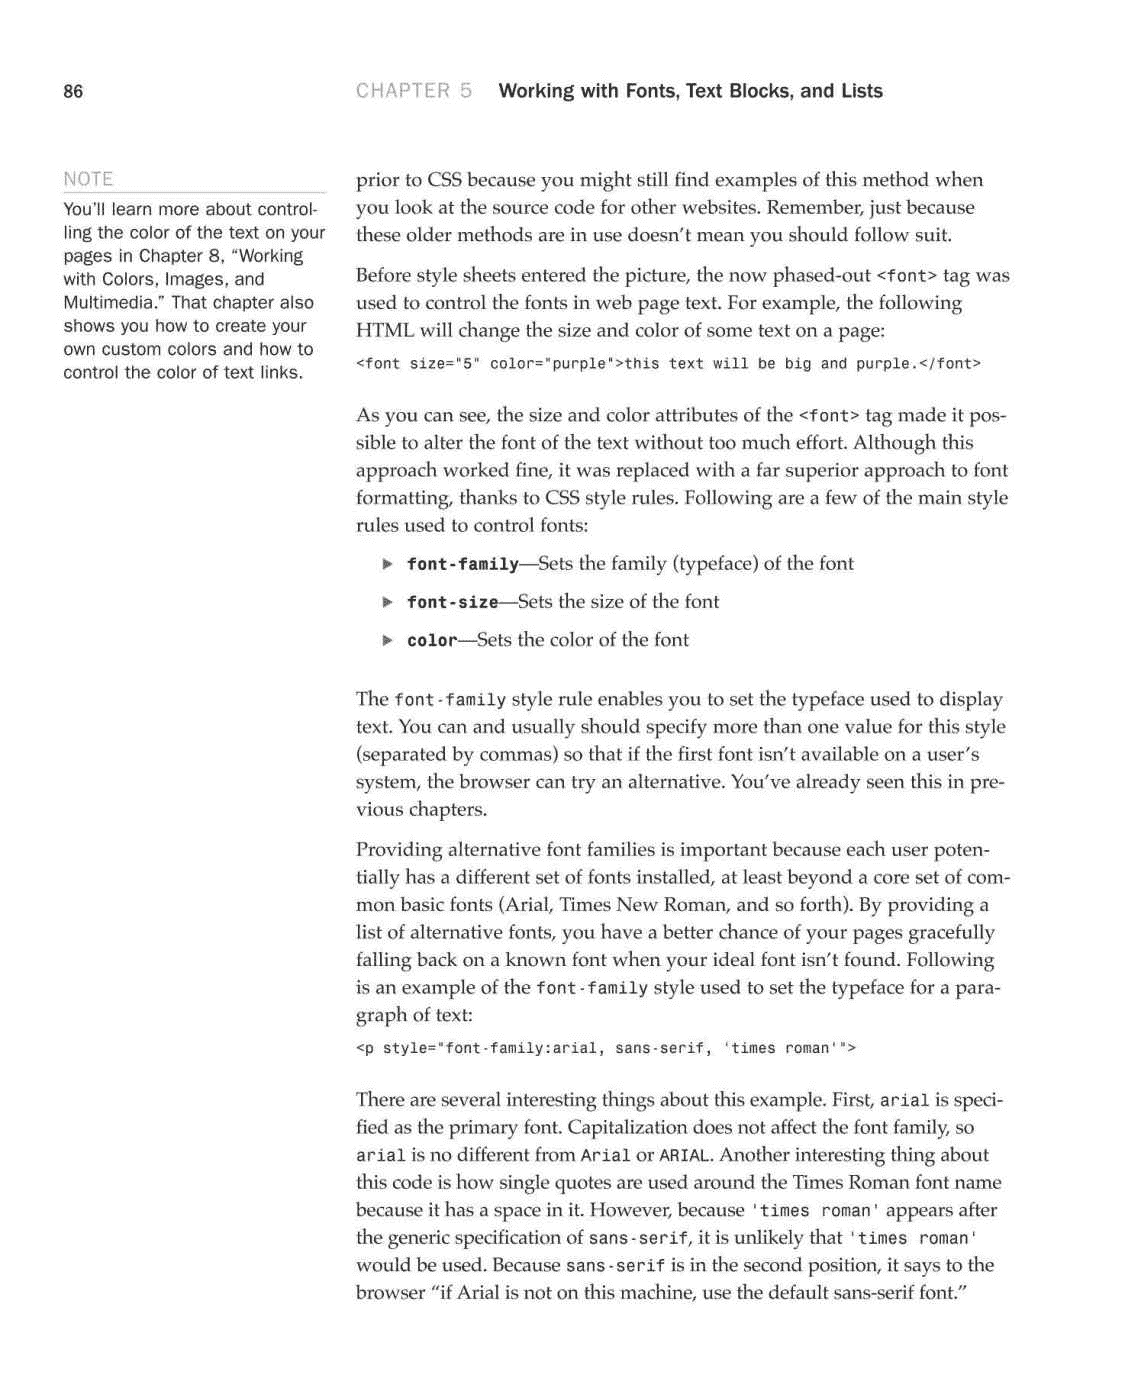 86
CHAPTER 5 Working with Fonts, Text Blocks, and Lists
NOTE
You'll learn more about control-
ling the color of the text on your
pages in Chapter 8, “Working
with Colors, Images, and
Multimedia.” That chapter also
shows you how to create your
own custom colors and how to
control the color of text links.
prior to CSS because you might still find examples of this method when
you look at the source code for other websites. Remember, just because
these older methods are in use doesn't mean you should follow suit.
Before style sheets entered the picture, the now phased-out <font> tag was
used to control the fonts in web page text. For example, the following
HTML will change the size and color of some text on a page:
<font size="5" color="purple">this text will be big and purple.</font>
As you can see, the size and color attributes of the <font> tag made it pos-
sible to alter the font of the text without too much effort. Although this
approach worked fine, it was replaced with a far superior approach to font
formatting, thanks to CSS style rules. Following are a few of the main style
rules used to control fonts:
▶ font-family—Sets the family (typeface) of the font
▶ font-size—Sets the size of the font
▶ color—Sets the color of the font
The font-family style rule enables you to set the typeface used to display
text. You can and usually should specify more than one value for this style
(separated by commas) so that if the first font isn't available on a user's
system, the browser can try an alternative. You've already seen this in pre-
vious chapters.
Providing alternative font families is important because each user poten-
tially has a different set of fonts installed, at least beyond a core set of com-
mon basic fonts (Arial, Times New Roman, and so forth). By providing a
list of alternative fonts, you have a better chance of your pages gracefully
falling back on a known font when your ideal font isn't found. Following
is an example of the font-family style used to set the typeface for a para-
graph of text:
<p style="font-family:arial, sans-serif, 'times roman'">
There are several interesting things about this example. First, arial is speci-
fied as the primary font. Capitalization does not affect the font family, so
arial is no different from Arial or ARIAL. Another interesting thing about
this code is how single quotes are used around the Times Roman font name
because it has a space in it. However, because 'times roman' appears after
the generic specification of sans-serif, it is unlikely that 'times roman'
would be used. Because sans-serif is in the second position, it says to the
browser “if Arial is not on this machine, use the default sans-serif font.”